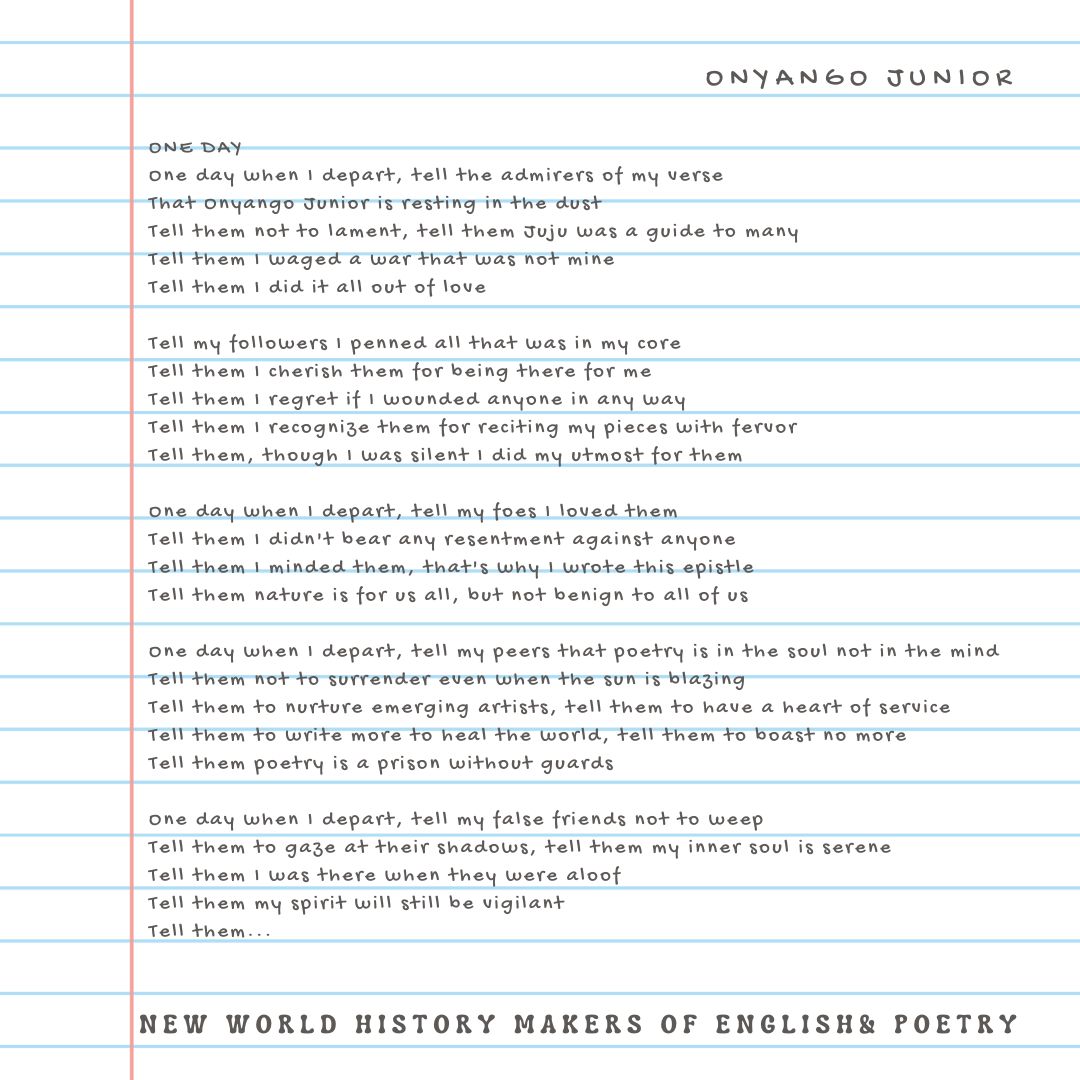 ONYANGO JUNIOR
ONE DAY
One day when I depart, tell the admirers of my verse
That Onyango Junior is resting in the dust
Tell them not to lament, tell them Juju was a guide to many
Tell them I waged a war that was not mine
Tell them I did it all out of love
Tell my followers I penned all that was in my core
Tell them I cherish them for being there for me
Tell them I regret if I wounded anyone in any way
Tell them I recognize them for reciting my pieces with fervor
Tell them, though I was silent I did my utmost for them
One day when I depart, tell my foes I loved them
Tell them I didn't bear any resentment against anyone
Tell them I minded them, that's why I wrote this epistle
Tell them nature is for us all, but not benign to all of us
One day when I depart, tell my peers that poetry is in the soul not in the mind
Tell them not to surrender even when the sun is blazing
Tell them to nurture emerging artists, tell them to have a heart of service
Tell them to write more to heal the world, tell them to boast no more
Tell them poetry is a prison without guards
One day when I depart, tell my false friends not to weep
Tell them to gaze at their shadows, tell them my inner soul is serene
Tell them I was there when they were aloof
Tell them my spirit will still be vigilant
Tell them...
NEW WORLD HISTORY MAKERS OF ENGLISH& POETRY